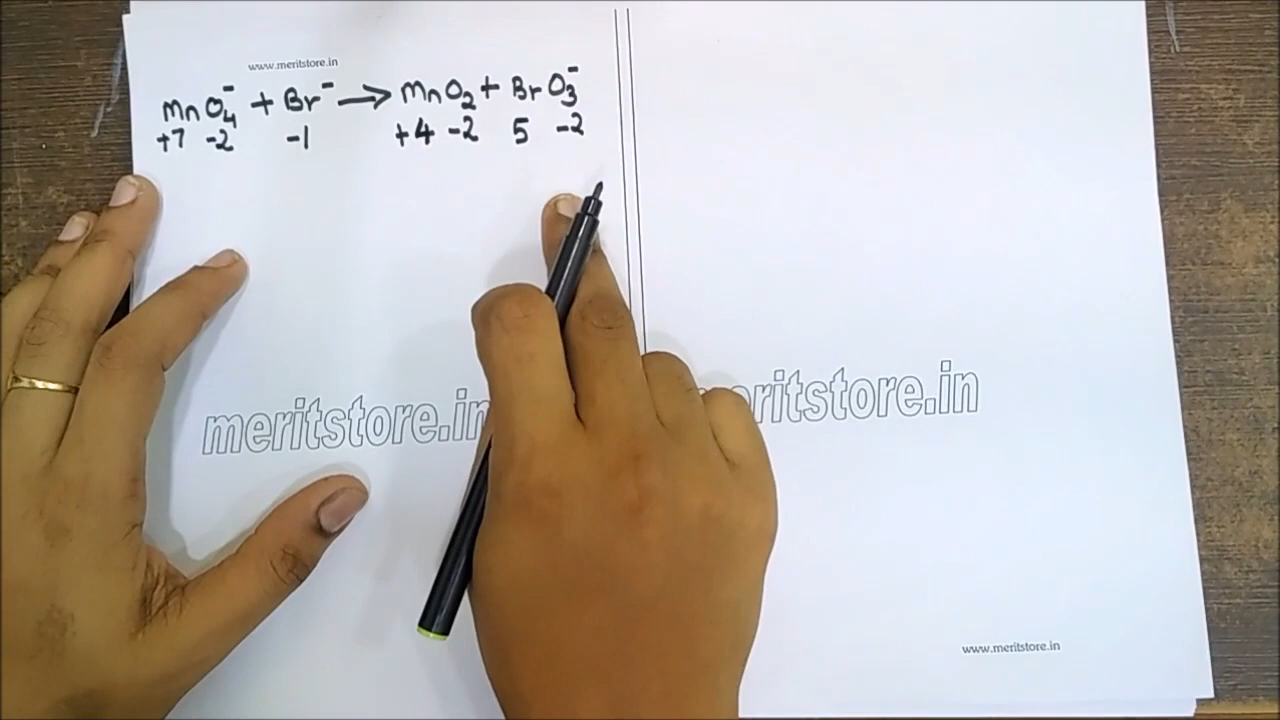 www.meritstore.in
MnO₄⁻ + Br⁻ → MnO₂ + BrO₃⁻
+7 -2 -1 +4 -2 5 -2
meritstore.in meritstore.in
www.meritstore.in